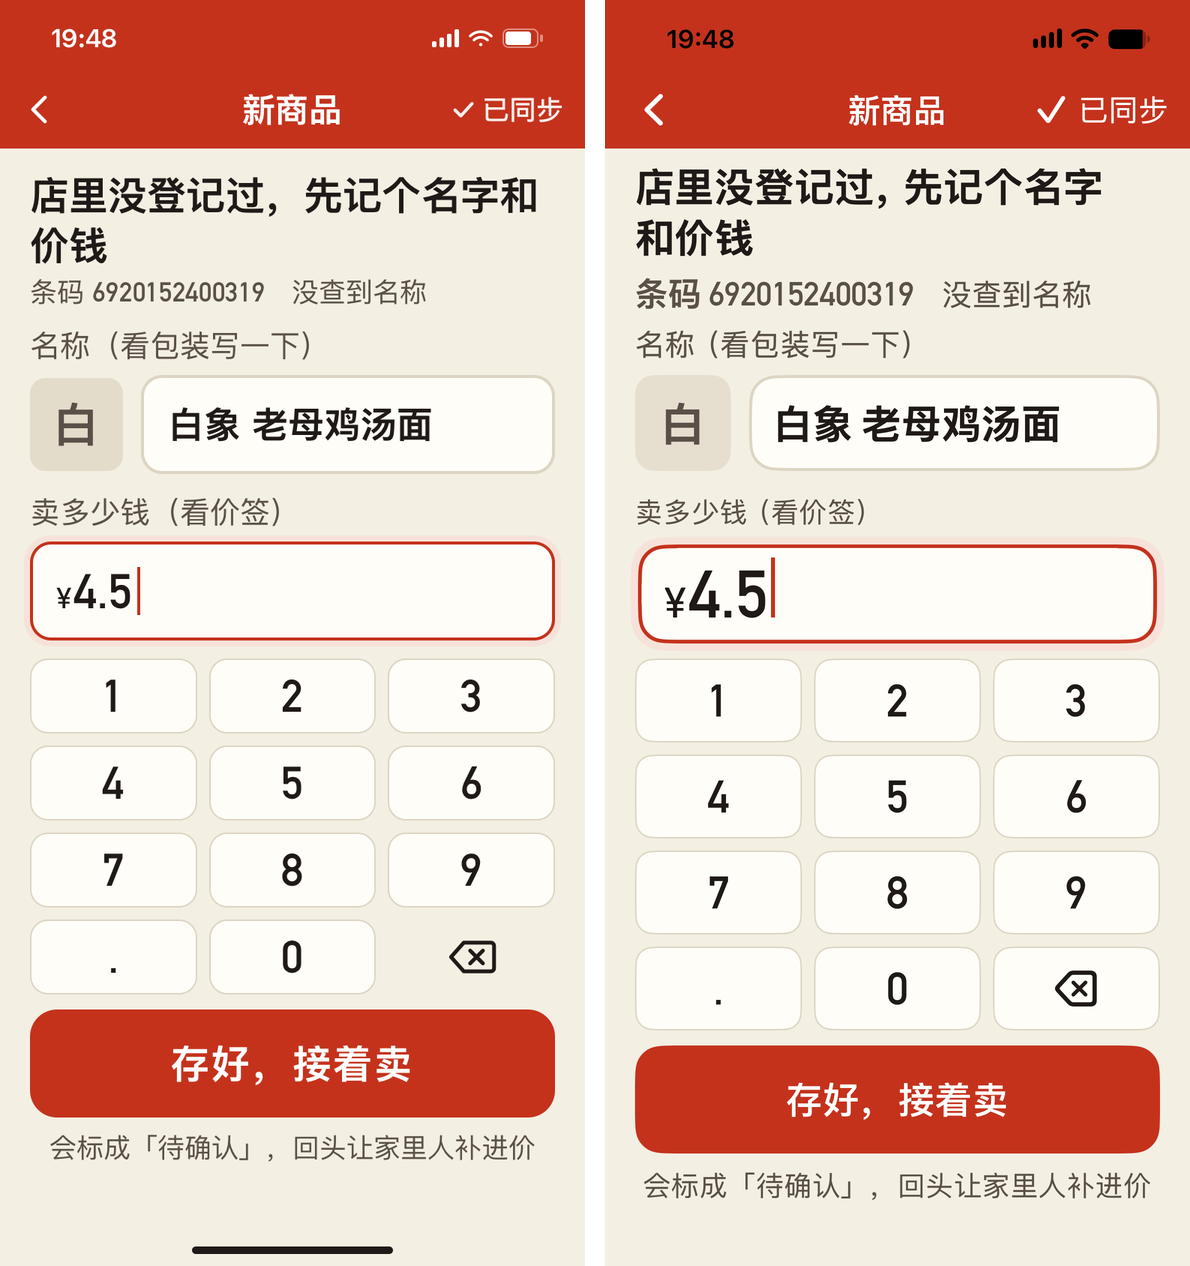 19:48
新商品
已同步
店里没登记过，先记个名字和
价钱
条码 6920152400319 没查到名称
名称（看包装写一下）
白
白象 老母鸡汤面
卖多少钱（看价签）
¥4.5
1 2 3
4 5 6
7 8 9
. 0
存好，接着卖
会标成「待确认」，回头让家里人补进价
19:48
新商品
已同步
店里没登记过，先记个名字
和价钱
条码 6920152400319 没查到名称
名称（看包装写一下）
白
白象 老母鸡汤面
卖多少钱（看价签）
¥4.5
1 2 3
4 5 6
7 8 9
. 0
存好，接着卖
会标成「待确认」，回头让家里人补进价